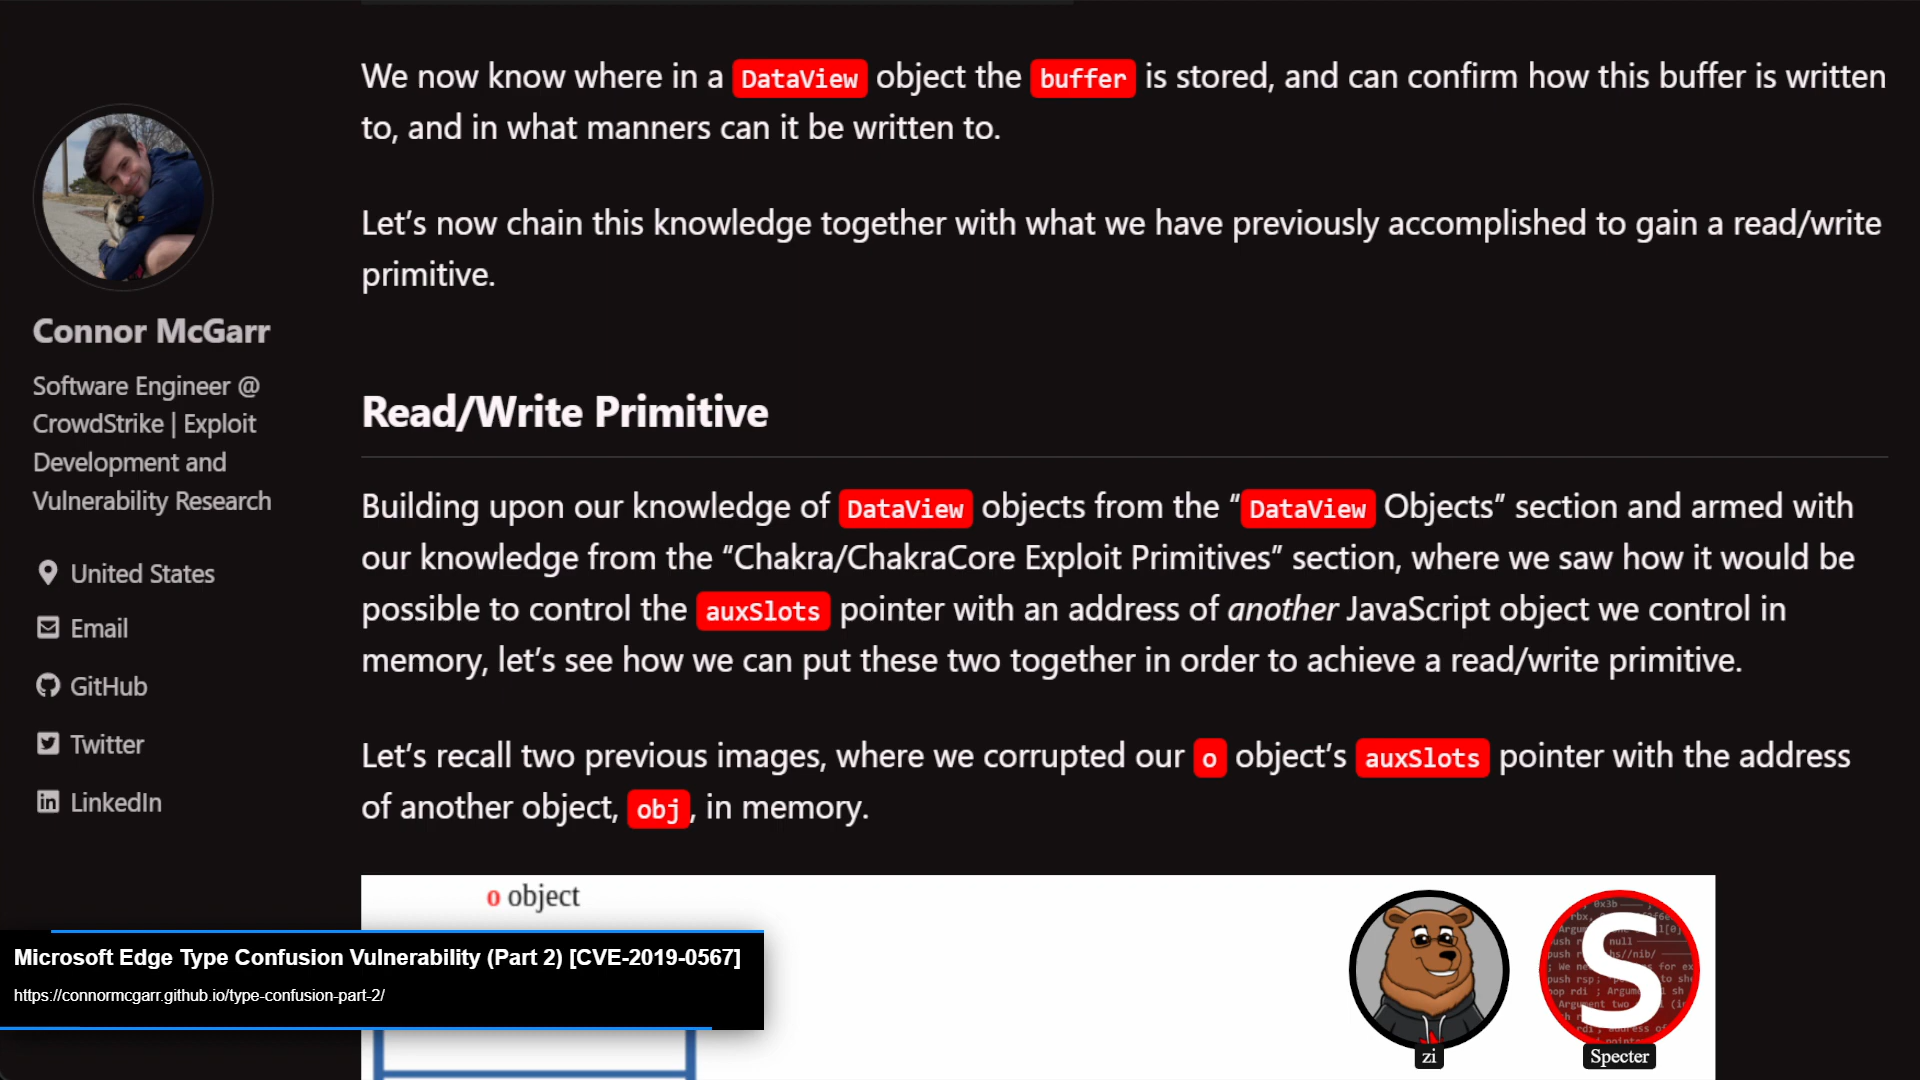 We now know where in a DataView object the buffer is stored, and can confirm how this buffer is written
to, and in what manners can it be written to.
Let’s now chain this knowledge together with what we have previously accomplished to gain a read/write
primitive.
Connor McGarr
Software Engineer @
CrowdStrike | Exploit
Development and
Vulnerability Research
United States
Email
GitHub
Twitter
LinkedIn
Read/Write Primitive
Building upon our knowledge of DataView objects from the “DataView Objects” section and armed with
our knowledge from the “Chakra/ChakraCore Exploit Primitives” section, where we saw how it would be
possible to control the auxSlots pointer with an address of another JavaScript object we control in
memory, let’s see how we can put these two together in order to achieve a read/write primitive.
Let’s recall two previous images, where we corrupted our o object’s auxSlots pointer with the address
of another object, obj, in memory.
o object
Microsoft Edge Type Confusion Vulnerability (Part 2) [CVE-2019-0567]
https://connormcgarr.github.io/type-confusion-part-2/
S
zi
Specter